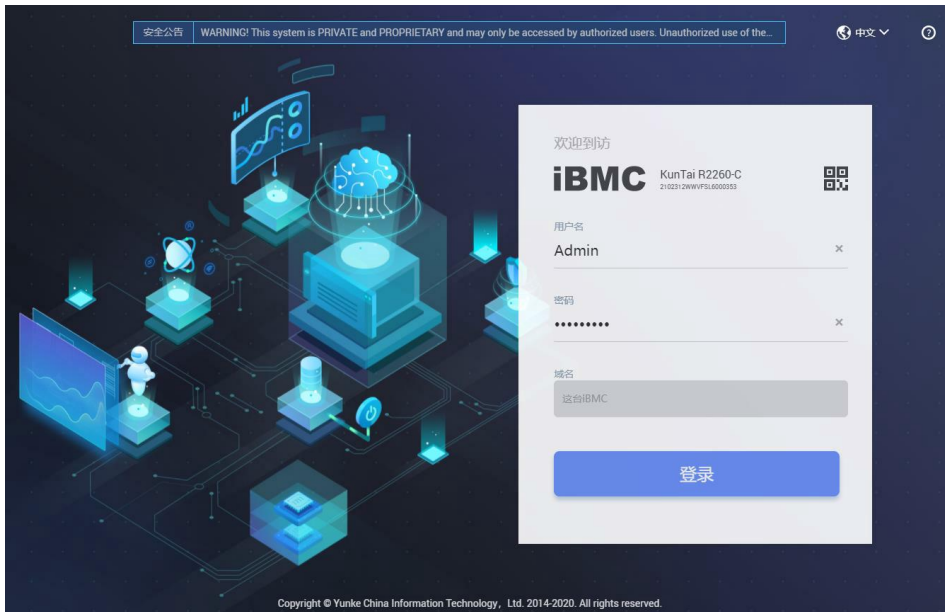 安全公告 WARNING! This system is PRIVATE and PROPRIETARY and may only be accessed by authorized users. Unauthorized use of the...
中文
欢迎到访
iBMC KunTai R2260-C
2102312WWVFSL6000353
用户名
Admin
密码
•••••••••
域名
这台iBMC
登录
Copyright © Yunke China Information Technology, Ltd. 2014-2020. All rights reserved.